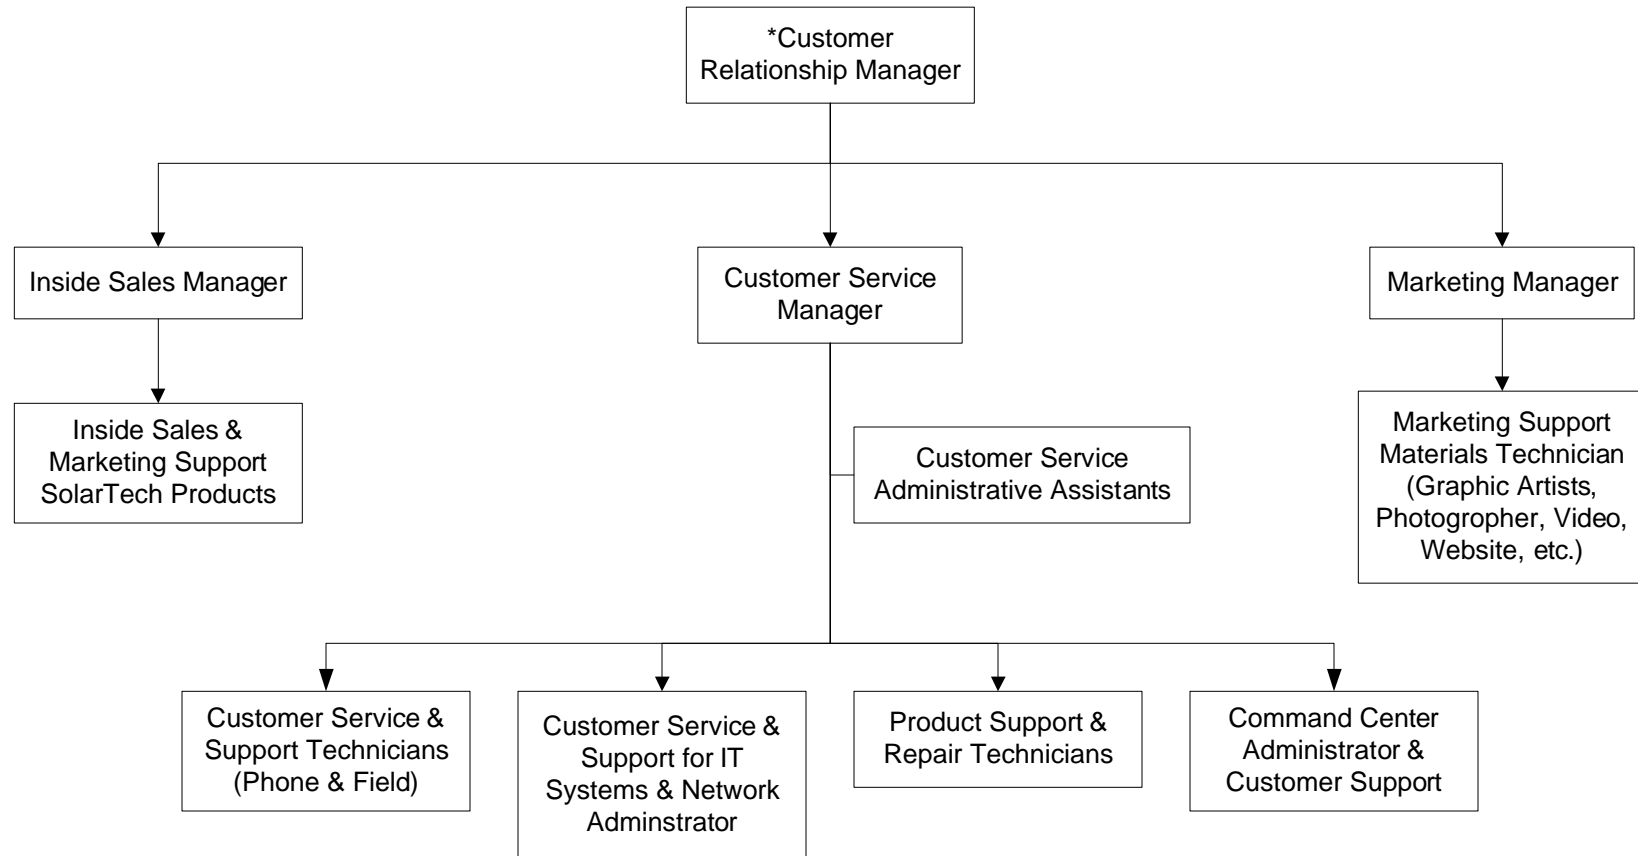 *Customer
Relationship Manager
Inside Sales Manager
Customer Service
Manager
Marketing Manager
Inside Sales &
Marketing Support
SolarTech Products
Customer Service
Administrative Assistants
Marketing Support
Materials Technician
(Graphic Artists,
Photogropher, Video,
Website, etc.)
Customer Service &
Support Technicians
(Phone & Field)
Customer Service &
Support for IT
Systems & Network
Adminstrator
Product Support &
Repair Technicians
Command Center
Administrator &
Customer Support